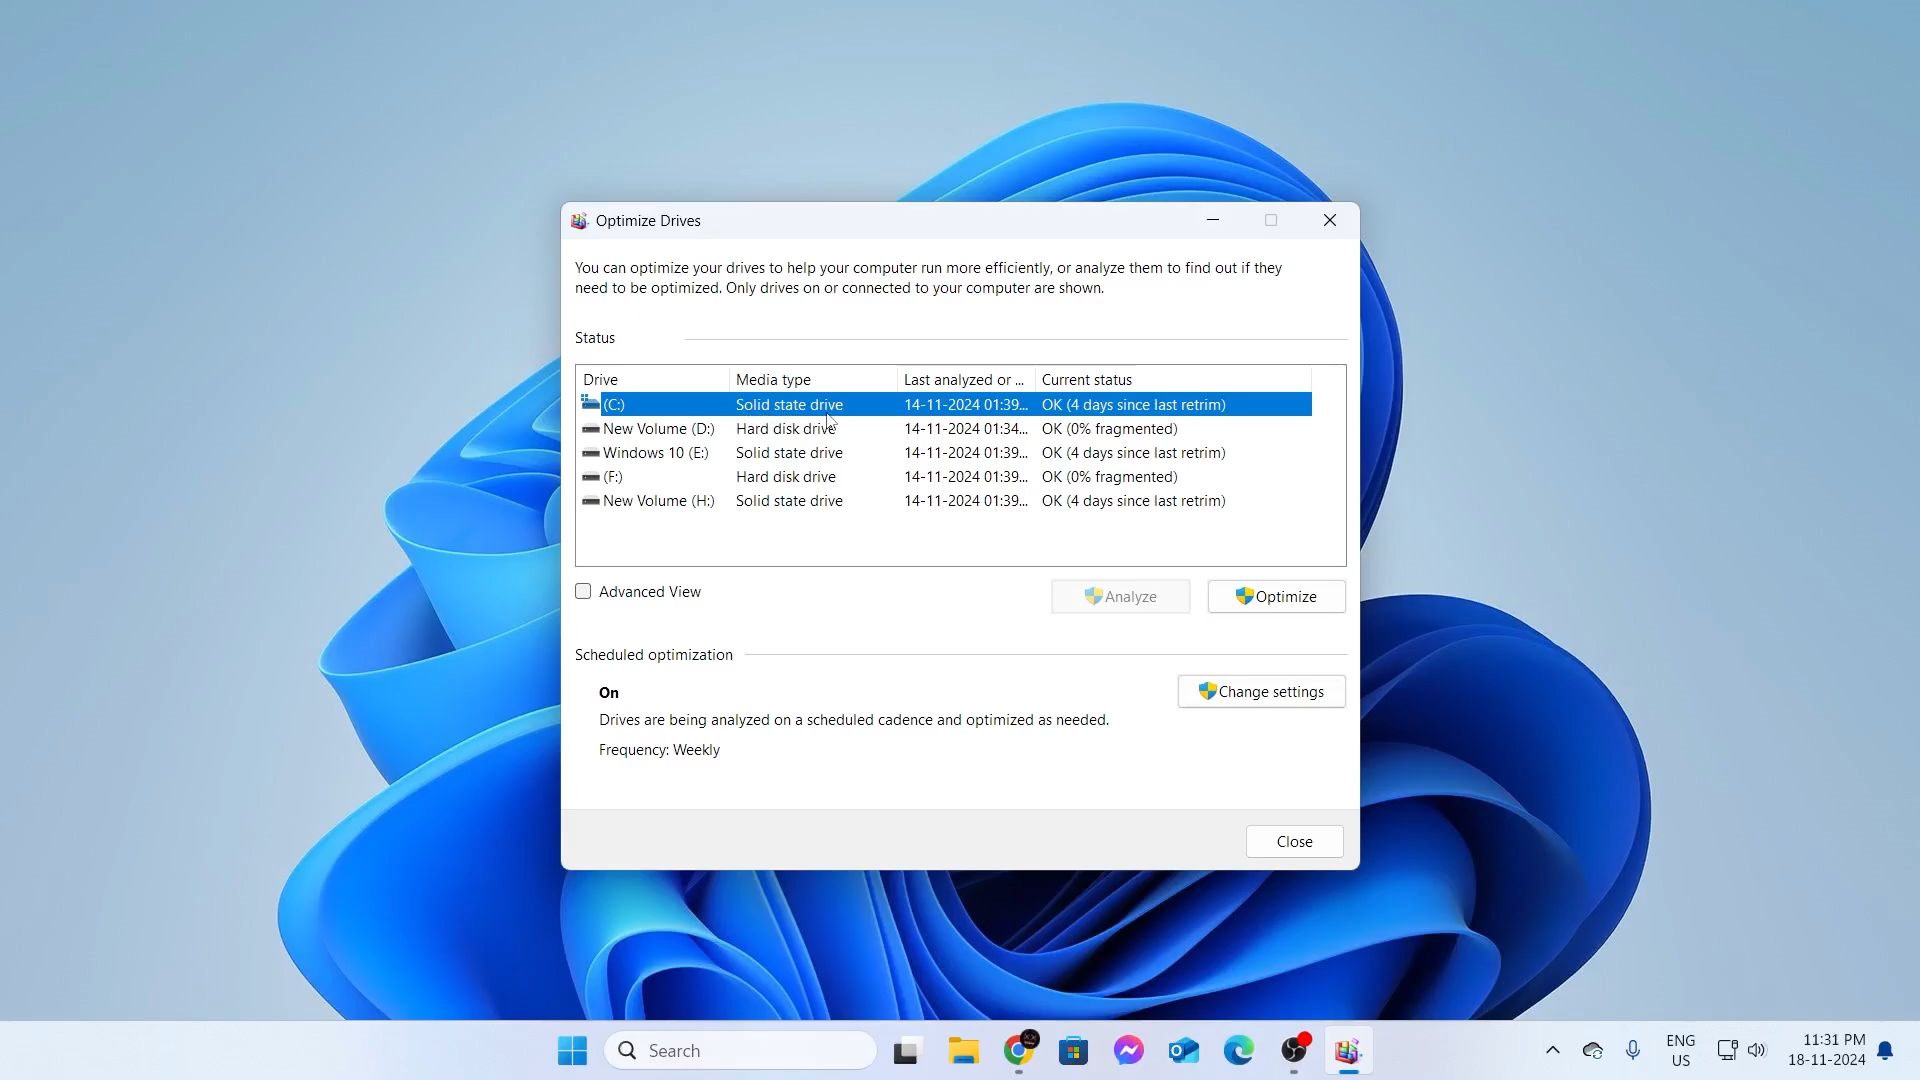 Optimize Drives
You can optimize your drives to help your computer run more efficiently, or analyze them to find out if they
need to be optimized. Only drives on or connected to your computer are shown.
Status
Drive Media type Last analyzed or ... Current status
(C:) Solid state drive 14-11-2024 01:39... OK (4 days since last retrim)
New Volume (D:) Hard disk drive 14-11-2024 01:34... OK (0% fragmented)
Windows 10 (E:) Solid state drive 14-11-2024 01:39... OK (4 days since last retrim)
(F:) Hard disk drive 14-11-2024 01:39... OK (0% fragmented)
New Volume (H:) Solid state drive 14-11-2024 01:39... OK (4 days since last retrim)
Advanced View
Analyze
Optimize
Scheduled optimization
On
Change settings
Drives are being analyzed on a scheduled cadence and optimized as needed.
Frequency: Weekly
Close
Search
ENG
US
11:31 PM
18-11-2024